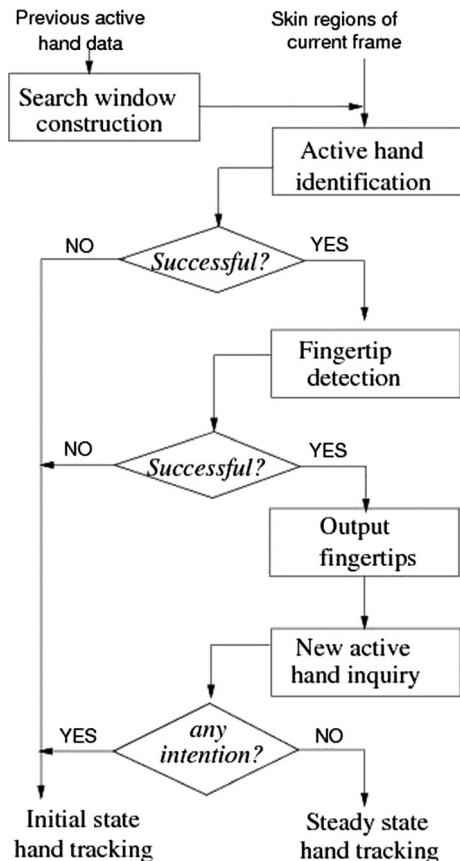 Previous active
hand data
Skin regions of
current frame
Search window
construction
Active hand
identification
NO
YES
Successful?
Fingertip
detection
NO
YES
Successful?
Output
fingertips
New active
hand inquiry
YES
any
intention?
NO
Initial state
hand tracking
Steady state
hand tracking